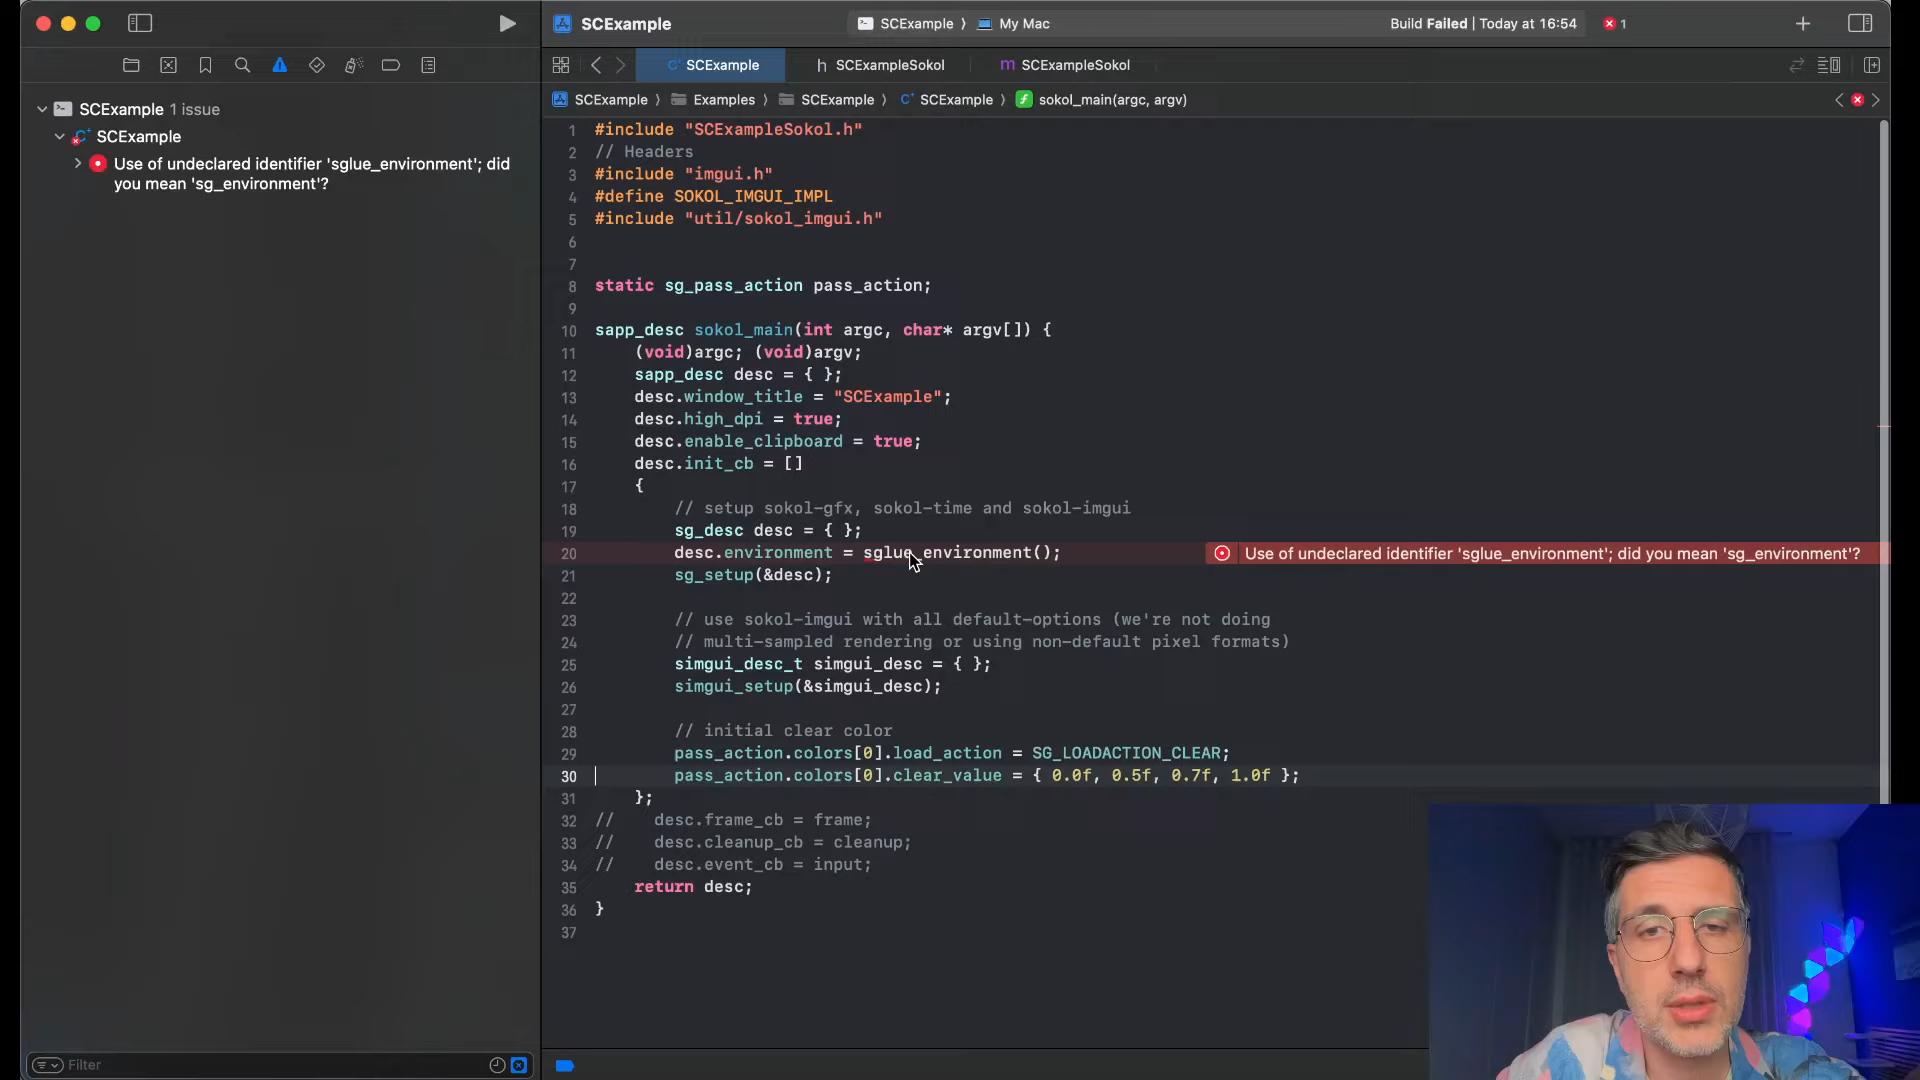 SCExample
SCExample 〉 My Mac
Build Failed | Today at 16:54
1
SCExample
SCExampleSokol
SCExampleSokol
SCExample 〉 Examples 〉 SCExample 〉 SCExample 〉 sokol_main(argc, argv)
SCExample 1 issue
SCExample
Use of undeclared identifier 'sglue_environment'; did
you mean 'sg_environment'?
1 #include "SCExampleSokol.h"
2 // Headers
3 #include "imgui.h"
4 #define SOKOL_IMGUI_IMPL
5 #include "util/sokol_imgui.h"
6
7
8 static sg_pass_action pass_action;
9
10 sapp_desc sokol_main(int argc, char* argv[]) {
11 (void)argc; (void)argv;
12 sapp_desc desc = { };
13 desc.window_title = "SCExample";
14 desc.high_dpi = true;
15 desc.enable_clipboard = true;
16 desc.init_cb = []
17 {
18 // setup sokol-gfx, sokol-time and sokol-imgui
19 sg_desc desc = { };
20 desc.environment = sglue_environment(); Use of undeclared identifier 'sglue_environment'; did you mean 'sg_environment'?
21 sg_setup(&desc);
22
23 // use sokol-imgui with all default-options (we're not doing
24 // multi-sampled rendering or using non-default pixel formats)
25 simgui_desc_t simgui_desc = { };
26 simgui_setup(&simgui_desc);
27
28 // initial clear color
29 pass_action.colors[0].load_action = SG_LOADACTION_CLEAR;
30 pass_action.colors[0].clear_value = { 0.0f, 0.5f, 0.7f, 1.0f };
31 };
32 // desc.frame_cb = frame;
33 // desc.cleanup_cb = cleanup;
34 // desc.event_cb = input;
35 return desc;
36 }
37
Filter